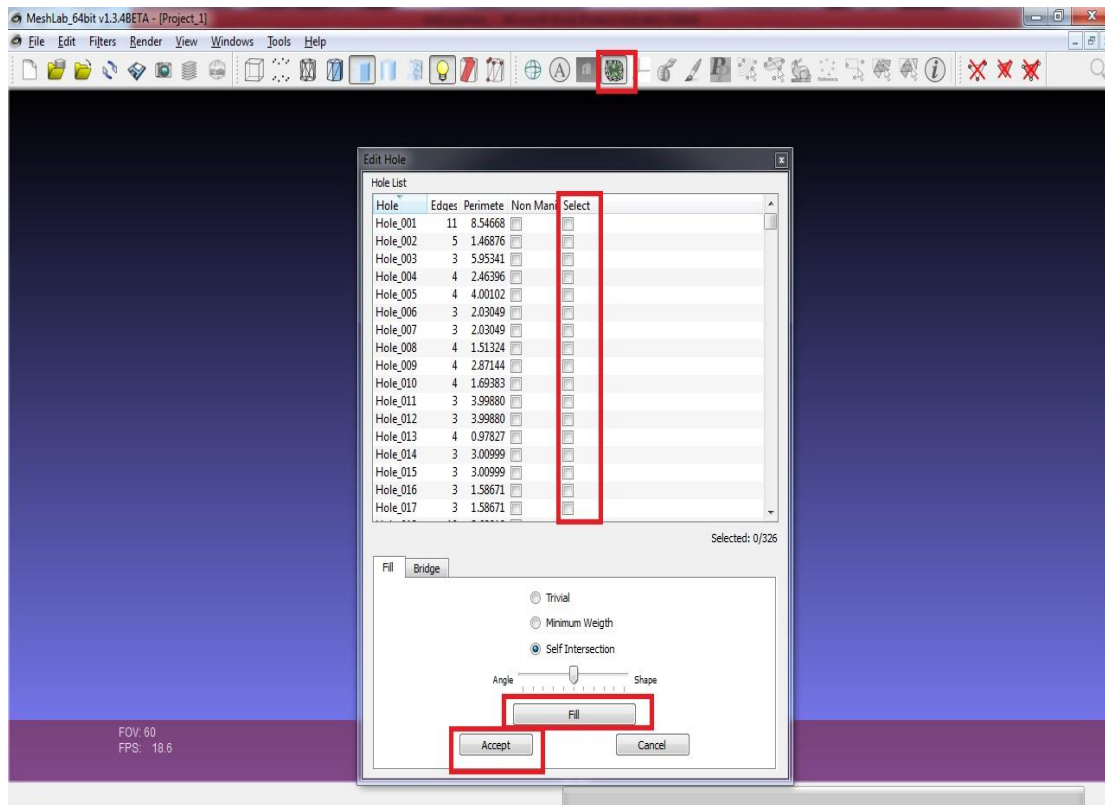 MeshLab_64bit v1.3.4BETA - [Project_1]
File Edit Filters Render View Windows Tools Help
Edit Hole
Hole List
Hole Edges Perimete Non Mani Select
Hole_001 11 8.54668
Hole_002 5 1.46876
Hole_003 3 5.95341
Hole_004 4 2.46396
Hole_005 4 4.00102
Hole_006 3 2.03049
Hole_007 3 2.03049
Hole_008 4 1.51324
Hole_009 4 2.87144
Hole_010 4 1.69383
Hole_011 3 3.99880
Hole_012 3 3.99880
Hole_013 4 0.97827
Hole_014 3 3.00999
Hole_015 3 3.00999
Hole_016 3 1.58671
Hole_017 3 1.58671
Selected: 0/326
Fill Bridge
Trivial
Minimum Weigth
Self Intersection
Angle Shape
Fill
Accept Cancel
FOV: 60
FPS: 18.6